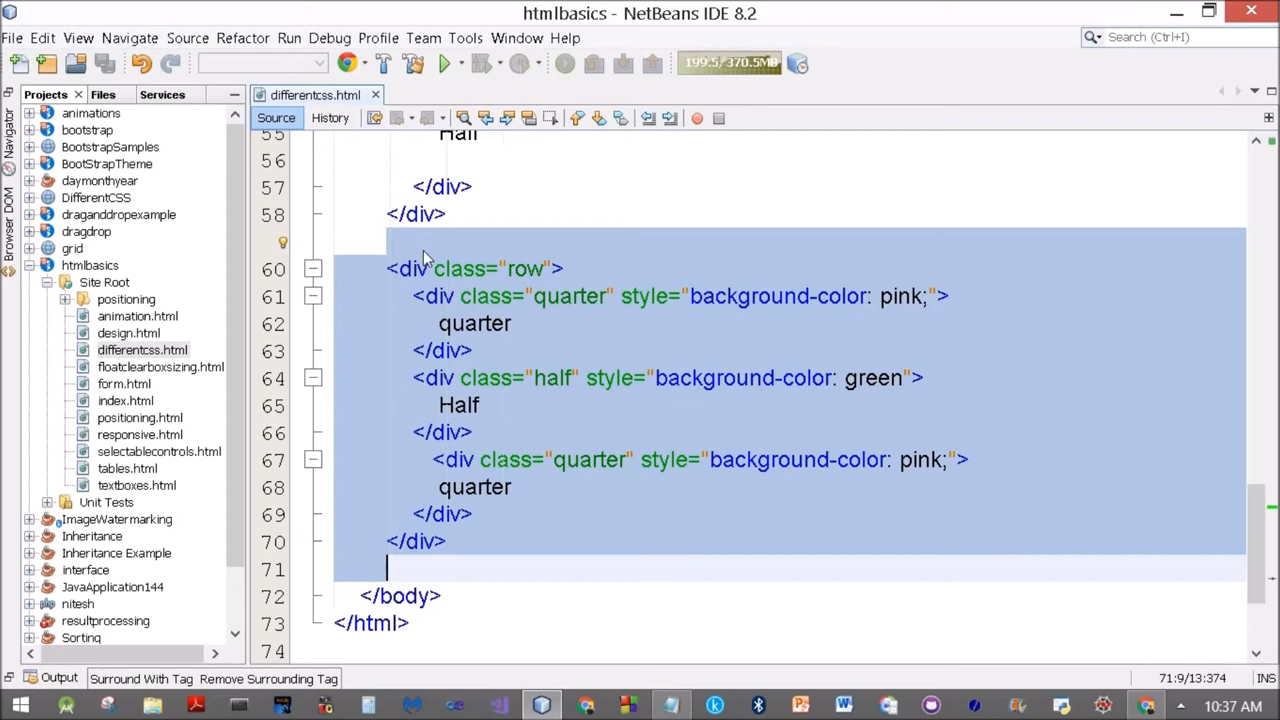 htmlbasics - NetBeans IDE 8.2
File Edit View Navigate Source Refactor Run Debug Profile Team Tools Window Help
Search (Ctrl+I)
199.5/370.5MB
Projects Files Services
differentcss.html
Source History
Navigator
Browser DOM
animations
bootstrap
BootstrapSamples
BootStrapTheme
daymonthyear
DifferentCSS
draganddropexample
dragdrop
grid
htmlbasics
Site Root
positioning
animation.html
design.html
differentcss.html
floatclearboxsizing.html
form.html
index.html
positioning.html
responsive.html
selectablecontrols.html
tables.html
textboxes.html
Unit Tests
ImageWatermarking
Inheritance
Inheritance Example
interface
JavaApplication144
nitesh
resultprocessing
Sorting
55 Half
56
57 </div>
58 </div>
60 <div class="row">
61 <div class="quarter" style="background-color: pink;">
62 quarter
63 </div>
64 <div class="half" style="background-color: green">
65 Half
66 </div>
67 <div class="quarter" style="background-color: pink;">
68 quarter
69 </div>
70 </div>
71
72 </body>
73 </html>
74
Output Surround With Tag Remove Surrounding Tag
71:9/13:374 INS
10:37 AM